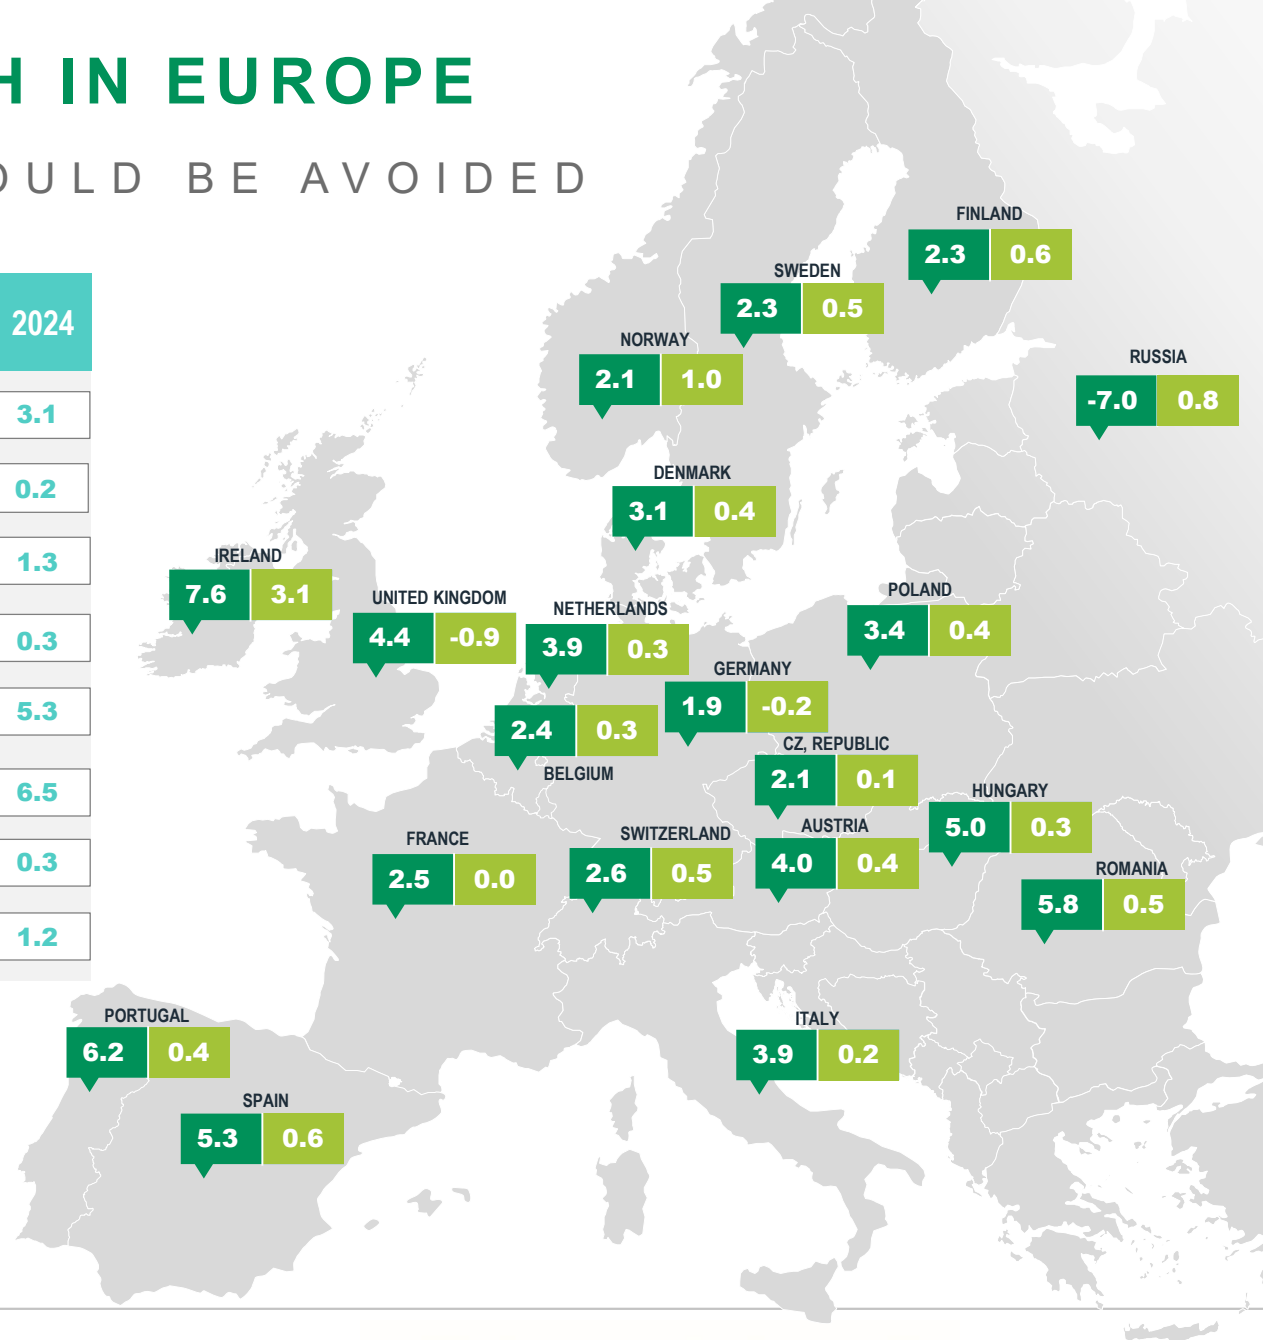 H IN EUROPE
OULD BE AVOIDED
2024
3.1
0.2
1.3
0.3
5.3
6.5
0.3
1.2
FINLAND
2.3 0.6
SWEDEN
2.3 0.5
NORWAY
2.1 1.0
RUSSIA
-7.0 0.8
DENMARK
3.1 0.4
IRELAND
7.6 3.1
UNITED KINGDOM
4.4 -0.9
NETHERLANDS
3.9 0.3
POLAND
3.4 0.4
GERMANY
1.9 -0.2
2.4 0.3
BELGIUM
CZ, REPUBLIC
2.1 0.1
HUNGARY
5.0 0.3
FRANCE
2.5 0.0
SWITZERLAND
2.6 0.5
AUSTRIA
4.0 0.4
ROMANIA
5.8 0.5
PORTUGAL
6.2 0.4
ITALY
3.9 0.2
SPAIN
5.3 0.6